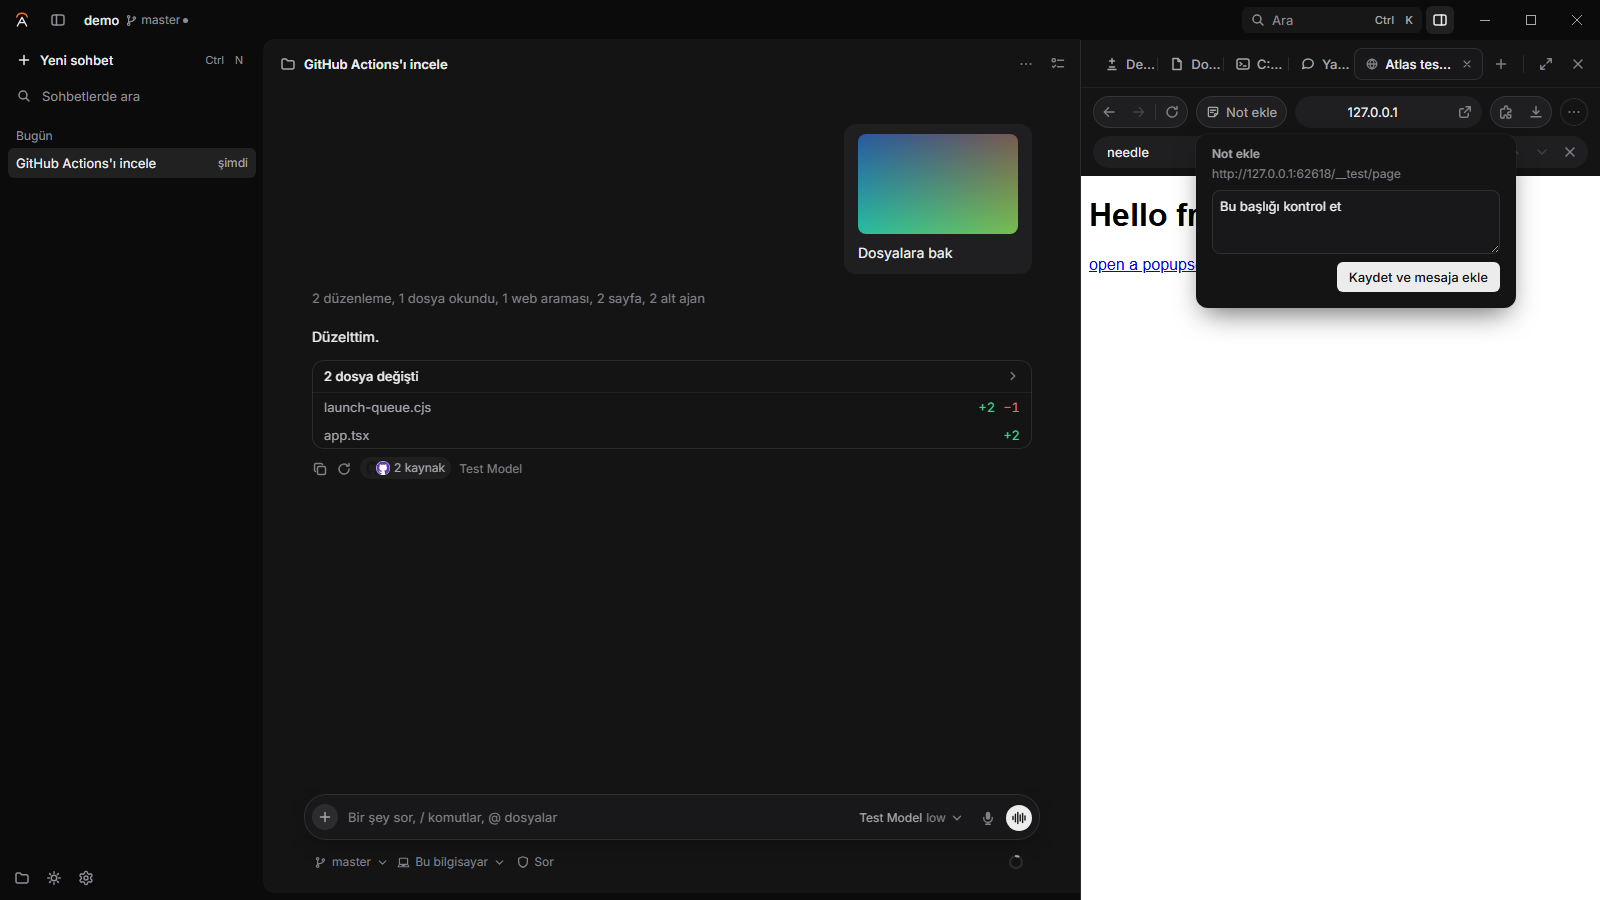 demo master
Ara Ctrl K
Yeni sohbet Ctrl N
Sohbetlerde ara
Bugün
GitHub Actions'ı incele şimdi
GitHub Actions'ı incele
Dosyalara bak
2 düzenleme, 1 dosya okundu, 1 web araması, 2 sayfa, 2 alt ajan
Düzelttim.
2 dosya değişti
launch-queue.cjs +2 −1
app.tsx +2
2 kaynak Test Model
Bir şey sor, / komutlar, @ dosyalar Test Model low
master Bu bilgisayar Sor
De... Do... C:... Ya... Atlas tes...
Not ekle 127.0.0.1
needle
Not ekle
http://127.0.0.1:62618/__test/page
Bu başlığı kontrol et
Kaydet ve mesaja ekle
Hello
open a popup